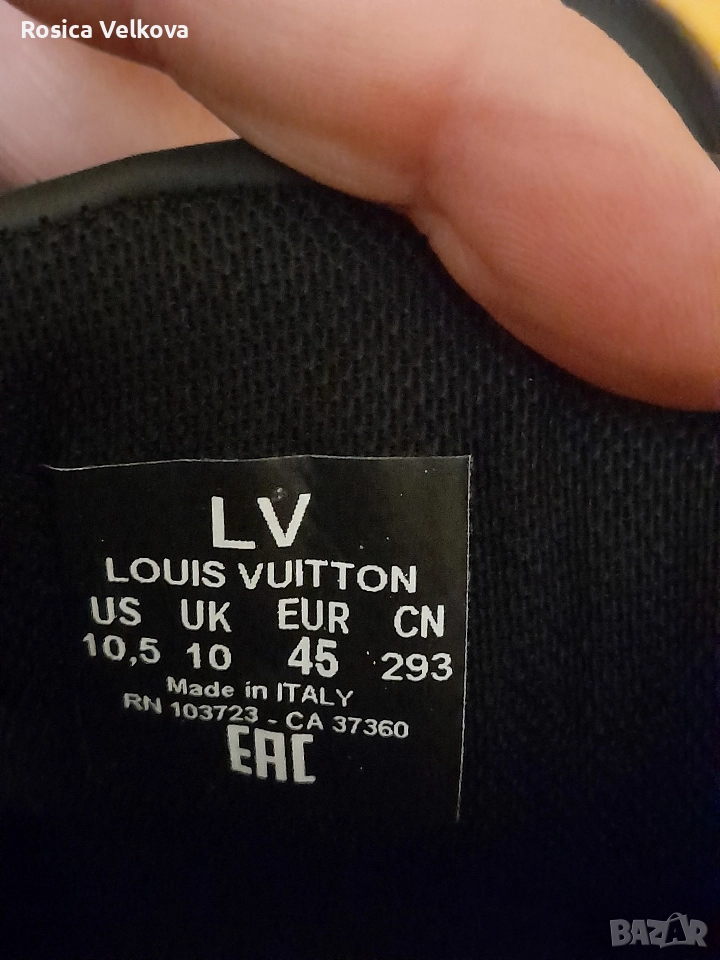 Rosica Velkova
LV
LOUIS VUITTON
US UK EUR CN
10,5 10 45 293
Made in ITALY
RN 103723 - CA 37360
EAC
BAZAR